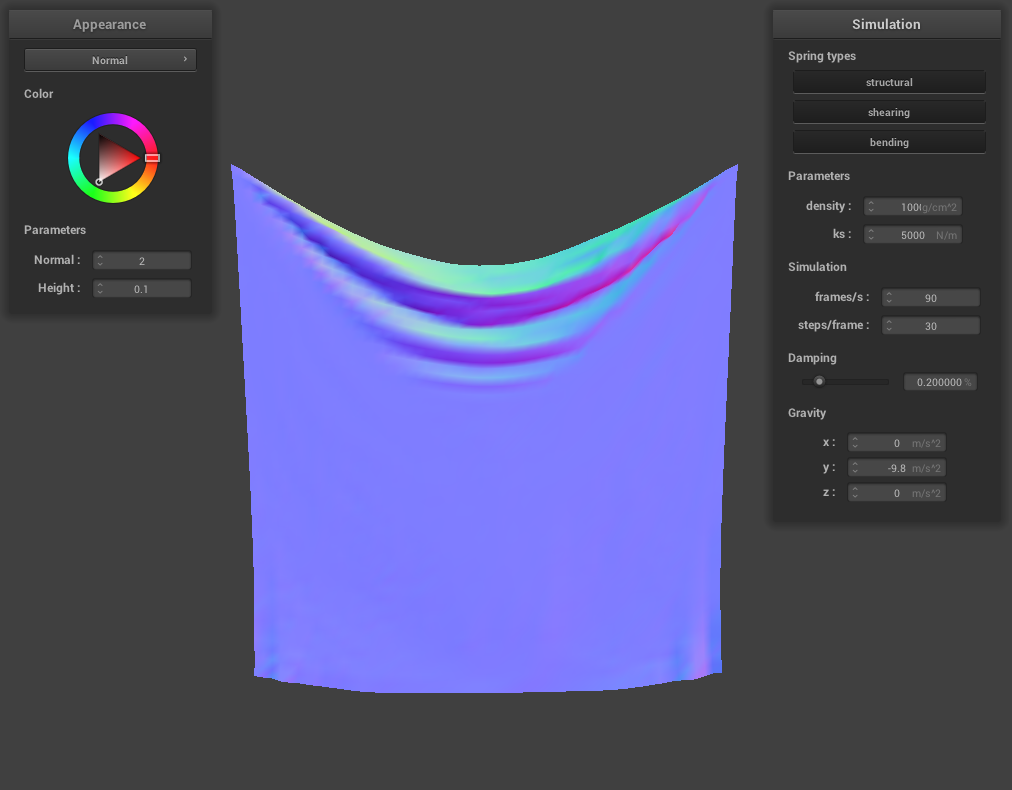 Appearance
Normal
Color
Parameters
Normal : 2
Height : 0.1
Simulation
Spring types
structural
shearing
bending
Parameters
density : 100 g/cm^2
ks : 5000 N/m
Simulation
frames/s : 90
steps/frame : 30
Damping
0.200000 %
Gravity
x : 0 m/s^2
y : -9.8 m/s^2
z : 0 m/s^2